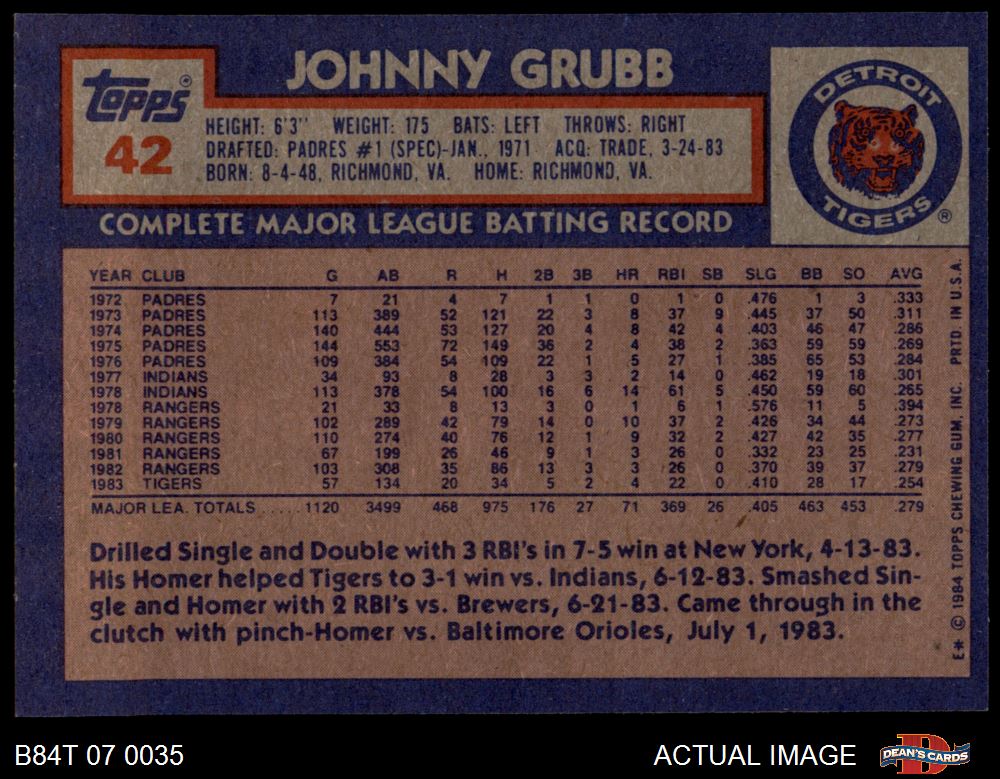 JOHNNY GRUBB
Topps®
42
HEIGHT: 6'3" WEIGHT: 175 BATS: LEFT THROWS: RIGHT
DRAFTED: PADRES #1 (SPEC)-JAN., 1971 ACQ: TRADE, 3-24-83
BORN: 8-4-48, RICHMOND, VA. HOME: RICHMOND, VA.
DETROIT
TIGERS ®
COMPLETE MAJOR LEAGUE BATTING RECORD
YEAR CLUB G AB R H 2B 3B HR RBI SB SLG BB SO AVG
1972 PADRES 7 21 4 7 1 1 0 1 0 .476 1 3 .333
1973 PADRES 113 389 52 121 22 3 8 37 9 .445 37 50 .311
1974 PADRES 140 444 53 127 20 4 8 42 4 .403 46 47 .286
1975 PADRES 144 553 72 149 36 2 4 38 2 .363 59 59 .269
1976 PADRES 109 384 54 109 22 1 5 27 1 .385 65 53 .284
1977 INDIANS 34 93 8 28 3 3 2 14 0 .462 19 18 .301
1978 INDIANS 113 378 54 100 16 6 14 61 5 .450 59 60 .265
1978 RANGERS 21 33 8 13 3 0 1 6 1 .576 11 5 .394
1979 RANGERS 102 289 42 79 14 0 10 37 2 .426 34 44 .273
1980 RANGERS 110 274 40 76 12 1 9 32 2 .427 42 35 .277
1981 RANGERS 67 199 26 46 9 1 3 26 0 .332 23 25 .231
1982 RANGERS 103 308 35 86 13 3 3 26 0 .370 39 37 .279
1983 TIGERS 57 134 20 34 5 2 4 22 0 .410 28 17 .254
MAJOR LEA. TOTALS ..... 1120 3499 468 975 176 27 71 369 26 .405 463 453 .279
Drilled Single and Double with 3 RBI's in 7-5 win at New York, 4-13-83.
His Homer helped Tigers to 3-1 win vs. Indians, 6-12-83. Smashed Sin-
gle and Homer with 2 RBI's vs. Brewers, 6-21-83. Came through in the
clutch with pinch-Homer vs. Baltimore Orioles, July 1, 1983.
E* © 1984 TOPPS CHEWING GUM, INC. PRTD. IN U.S.A.
B84T 07 0035
ACTUAL IMAGE
DEAN'S CARDS